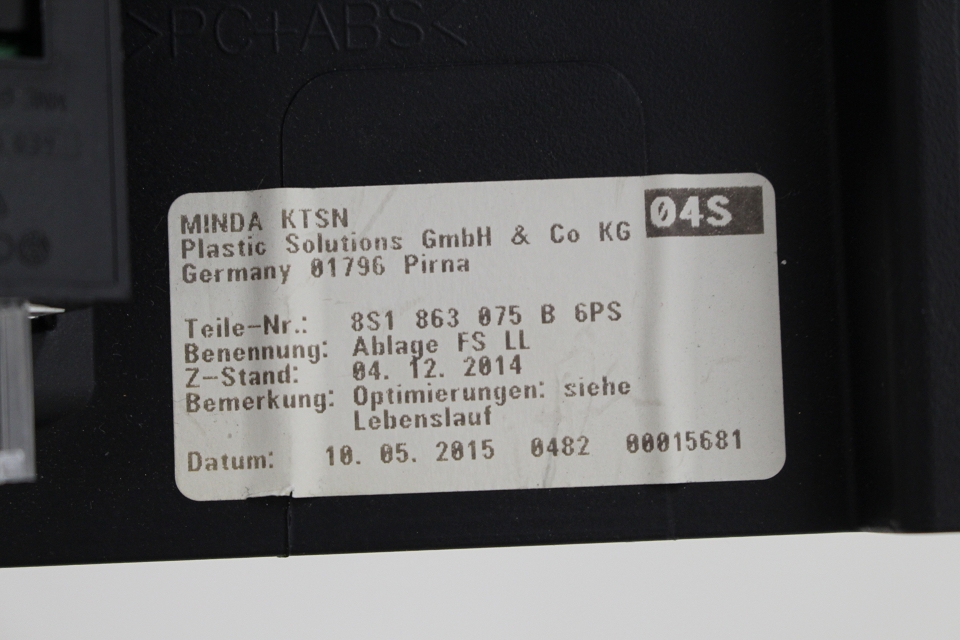 >PC+ABS<
MINDA KTSN
04S
Plastic Solutions GmbH & Co KG
Germany 01796 Pirna
Teile-Nr.: 8S1 863 075 B 6PS
Benennung: Ablage FS LL
Z-Stand: 04. 12. 2014
Bemerkung: Optimierungen: siehe
Lebenslauf
Datum: 10. 05. 2015 0482 00015681